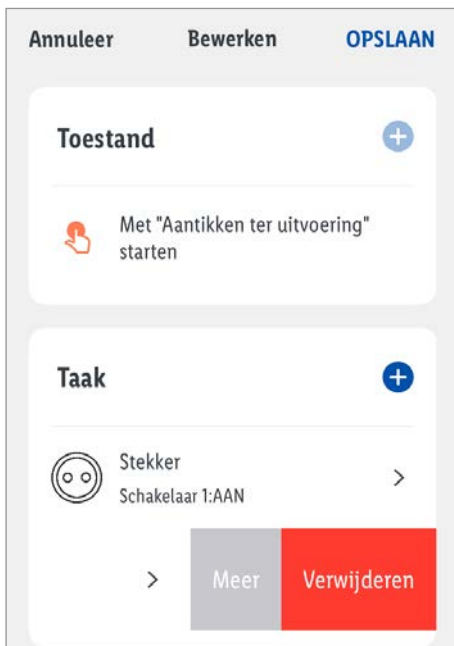 Annuleer Bewerken OPSLAAN
Toestand
Met "Aantikken ter uitvoering"
starten
Taak
Stekker
Schakelaar 1:AAN
Meer Verwijderen